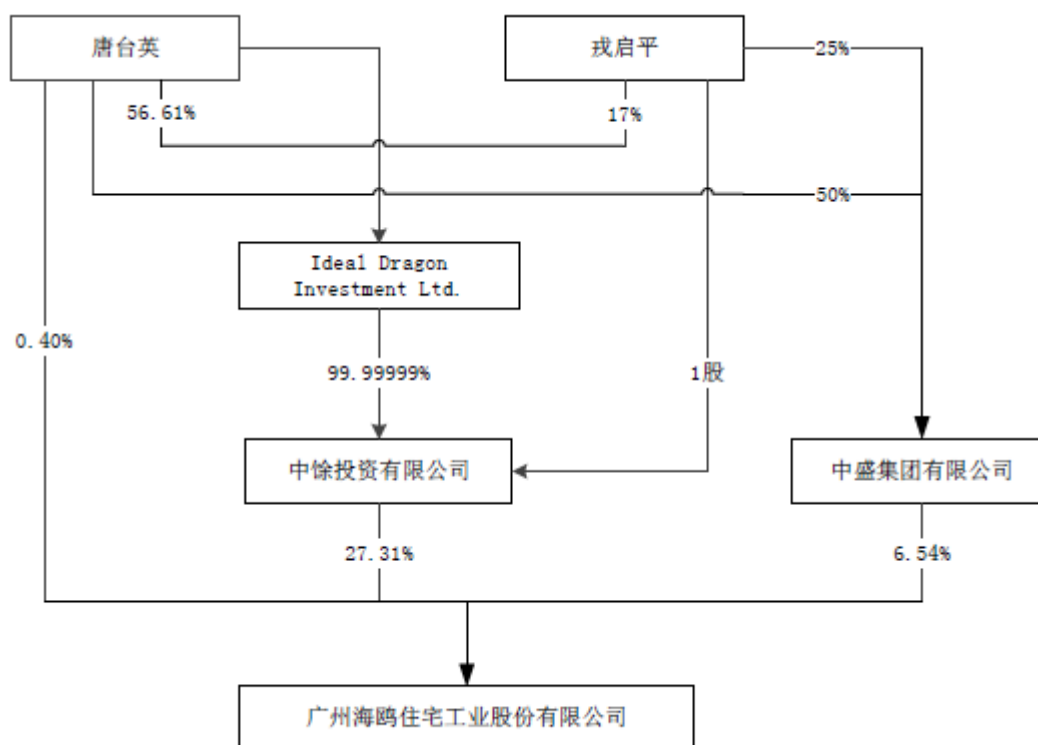 唐台英
戎启平
25%
56.61%
17%
50%
Ideal Dragon
Investment Ltd.
0.40%
99.99999%
1股
中馀投资有限公司
中盛集团有限公司
27.31%
6.54%
广州海鸥住宅工业股份有限公司